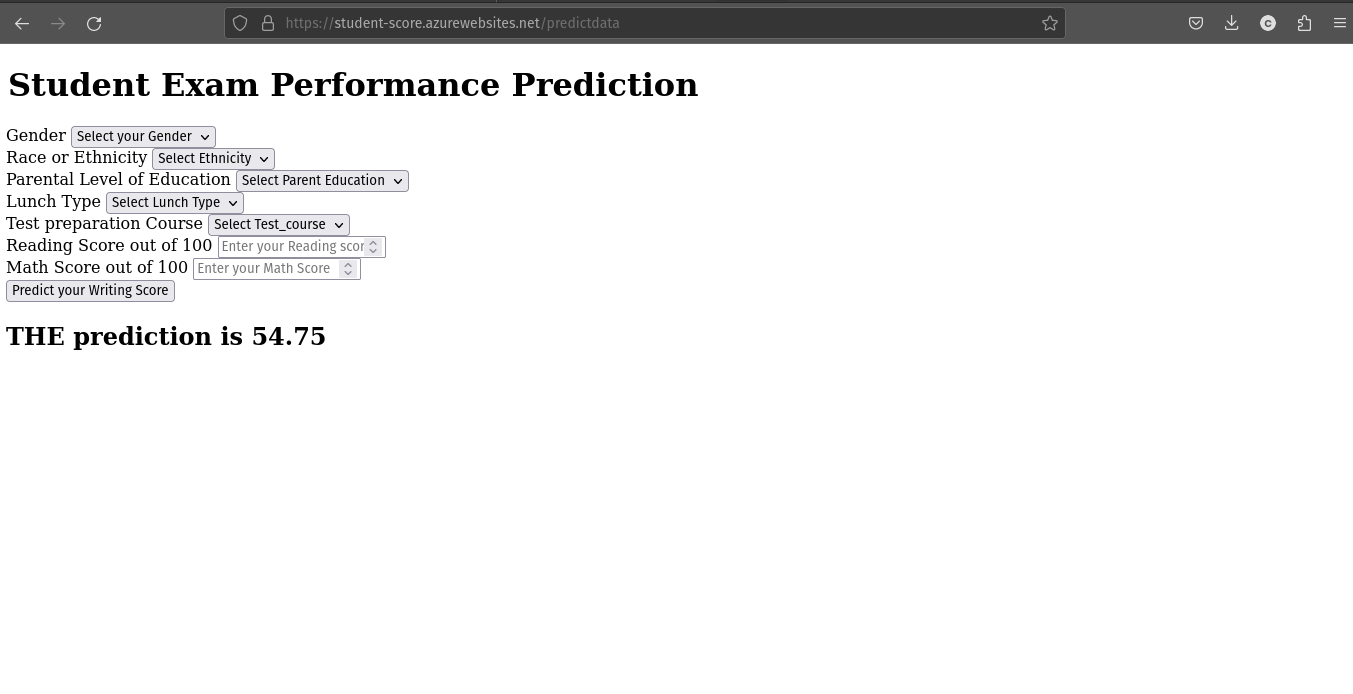 https://student-score.azurewebsites.net/predictdata
C
Student Exam Performance Prediction
Gender Select your Gender
Race or Ethnicity Select Ethnicity
Parental Level of Education Select Parent Education
Lunch Type Select Lunch Type
Test preparation Course Select Test_course
Reading Score out of 100 Enter your Reading scor
Math Score out of 100 Enter your Math Score
Predict your Writing Score
THE prediction is 54.75